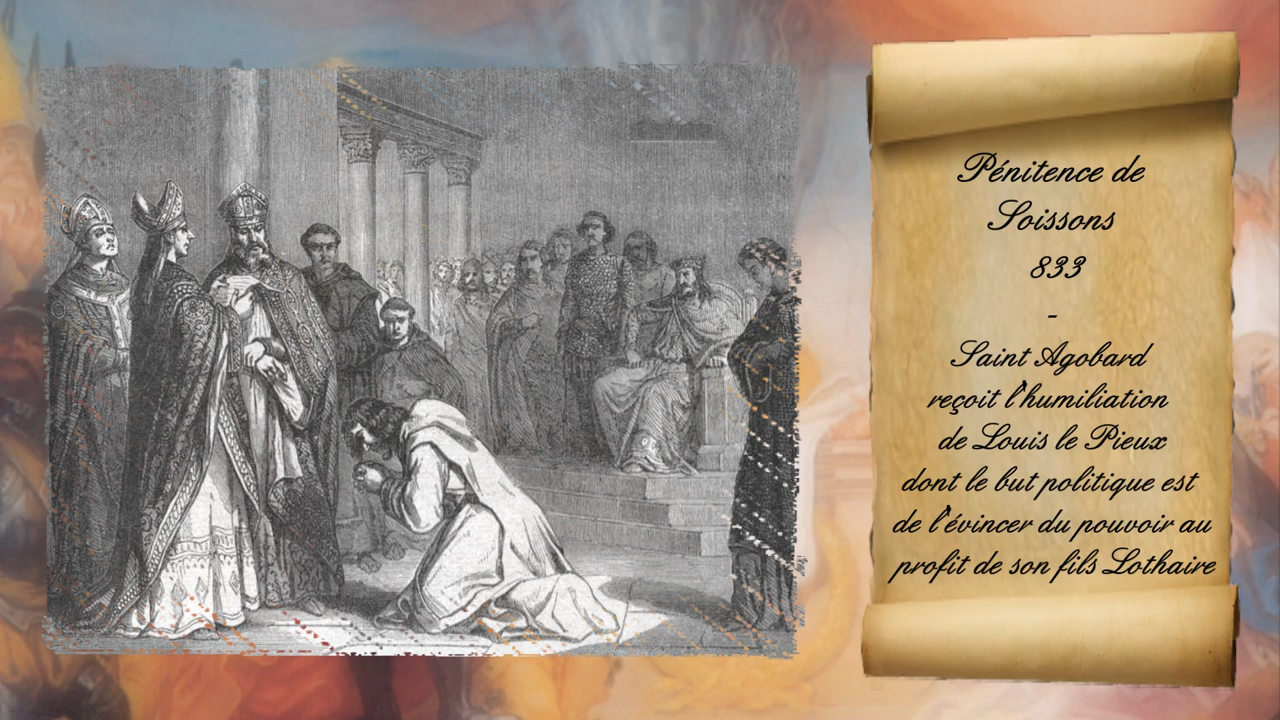 Pénitence de
Soissons
833
-
Saint Agobard
reçoit l'humiliation
de Louis le Pieux
dont le but politique est
de l'évincer du pouvoir au
profit de son fils Lothaire